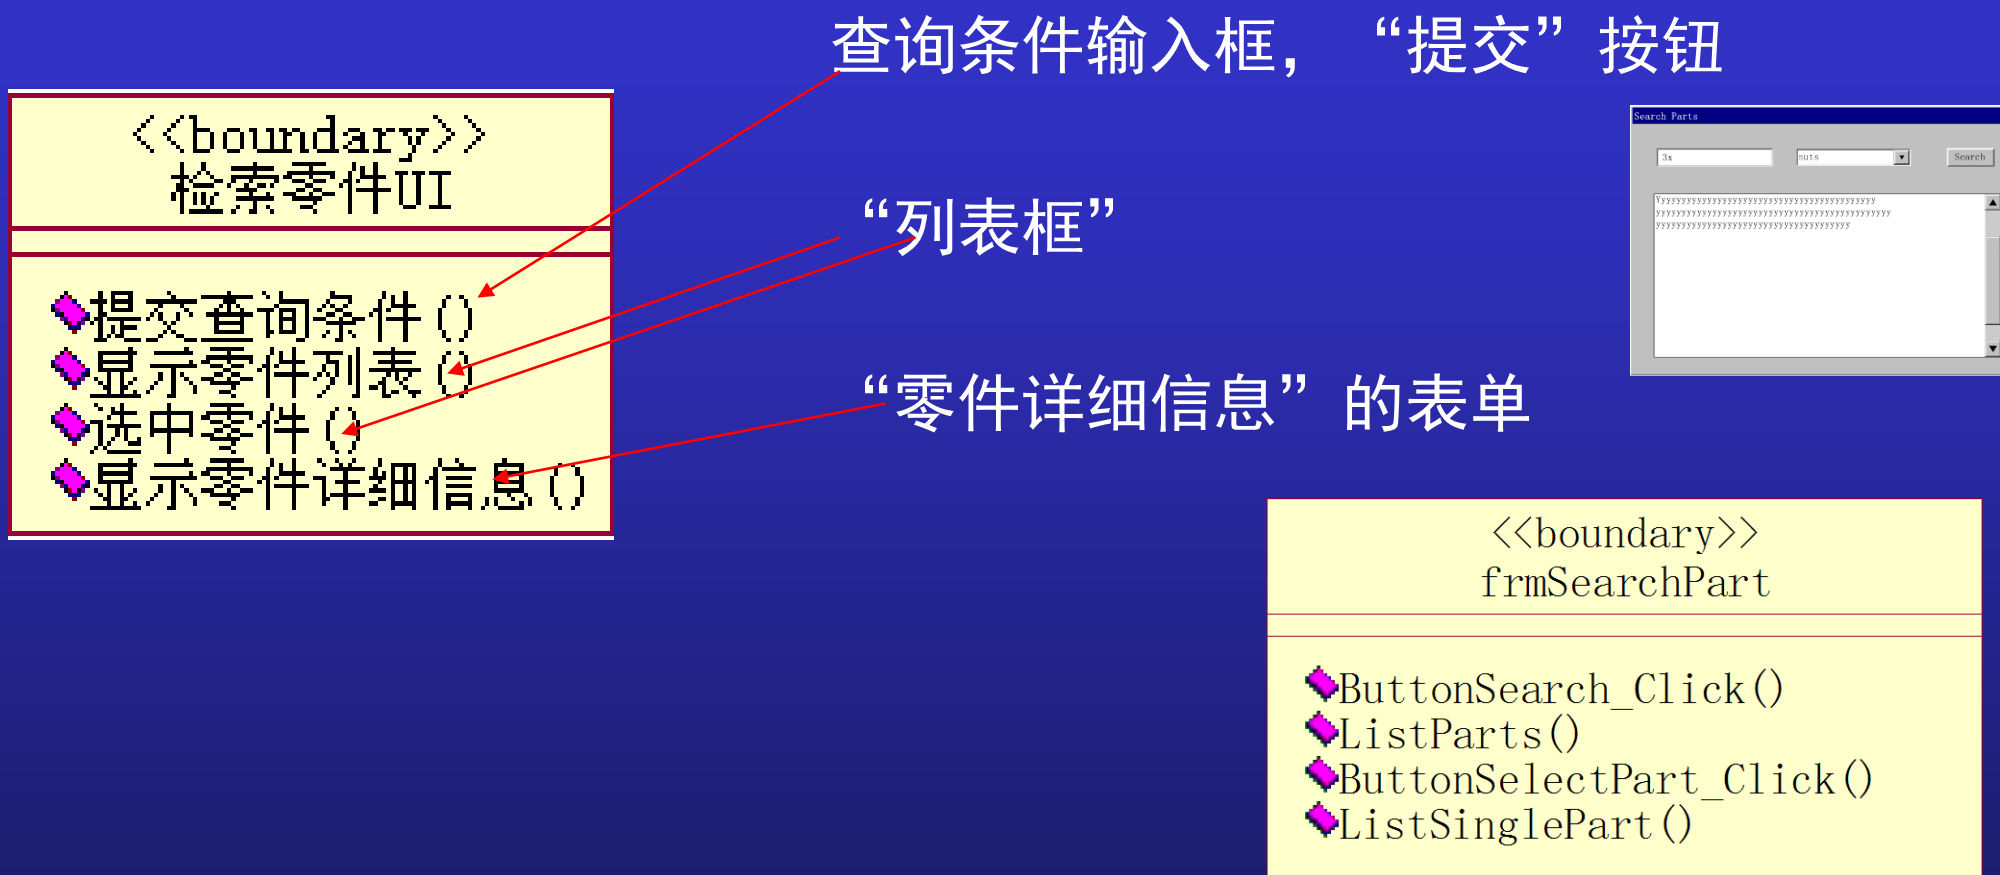 查询条件输入框，“提交”按钮
<<boundary>>
检索零件UI
提交查询条件()
显示零件列表()
选中零件()
显示零件详细信息()
“列表框”
“零件详细信息”的表单
Search Parts
3x
nuts
Search
<<boundary>>
frmSearchPart
ButtonSearch_Click()
ListParts()
ButtonSelectPart_Click()
ListSinglePart()